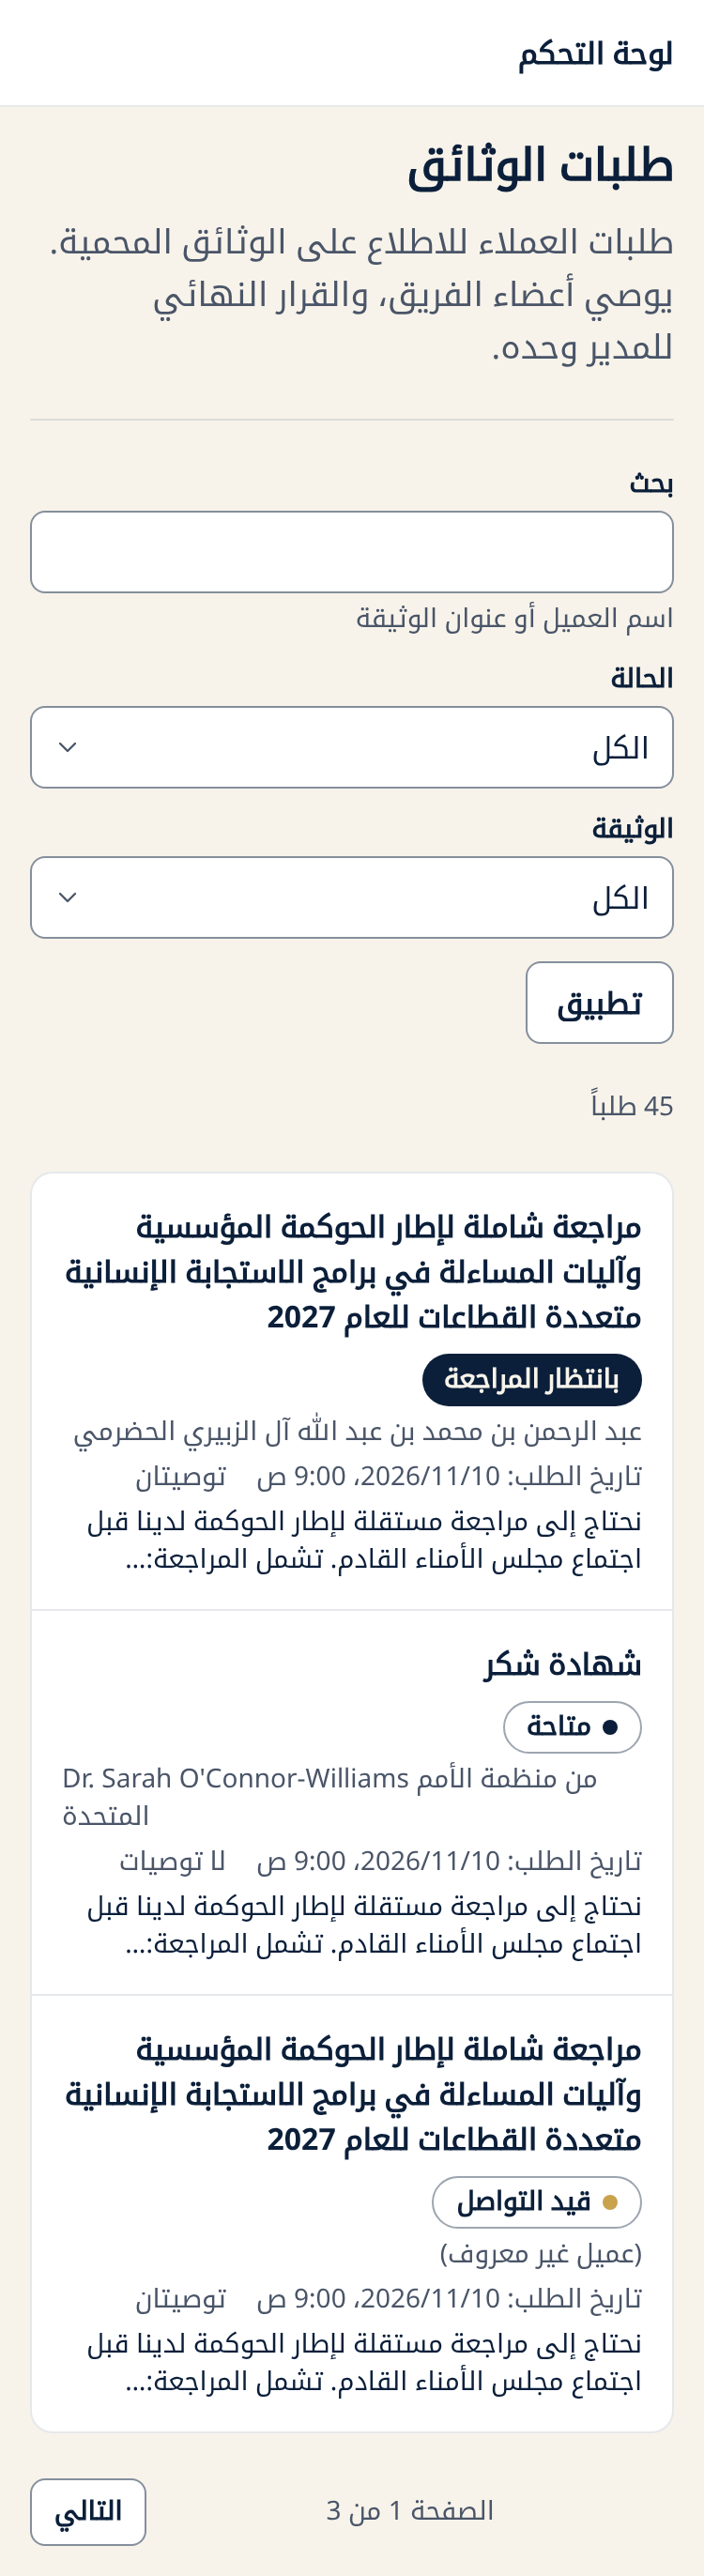 لوحة التحكم
طلبات الوثائق
طلبات العملاء للاطلاع على الوثائق المحمية.
يوصي أعضاء الفريق، والقرار النهائي
للمدير وحده.
بحث
اسم العميل أو عنوان الوثيقة
الحالة
الكل
الوثيقة
الكل
تطبيق
45 طلباً
مراجعة شاملة لإطار الحوكمة المؤسسية
وآليات المساءلة في برامج الاستجابة الإنسانية
متعددة القطاعات للعام 2027
بانتظار المراجعة
عبد الرحمن بن محمد بن عبد الله آل الزبيري الحضرمي
تاريخ الطلب: 2026/11/10، 9:00 ص توصيتان
نحتاج إلى مراجعة مستقلة لإطار الحوكمة لدينا قبل
اجتماع مجلس الأمناء القادم. تشمل المراجعة:...
شهادة شكر
متاحة
Dr. Sarah O'Connor-Williams من منظمة الأمم
المتحدة
تاريخ الطلب: 2026/11/10، 9:00 ص لا توصيات
نحتاج إلى مراجعة مستقلة لإطار الحوكمة لدينا قبل
اجتماع مجلس الأمناء القادم. تشمل المراجعة:...
مراجعة شاملة لإطار الحوكمة المؤسسية
وآليات المساءلة في برامج الاستجابة الإنسانية
متعددة القطاعات للعام 2027
قيد التواصل
(عميل غير معروف)
تاريخ الطلب: 2026/11/10، 9:00 ص توصيتان
نحتاج إلى مراجعة مستقلة لإطار الحوكمة لدينا قبل
اجتماع مجلس الأمناء القادم. تشمل المراجعة:...
الصفحة 1 من 3
التالي